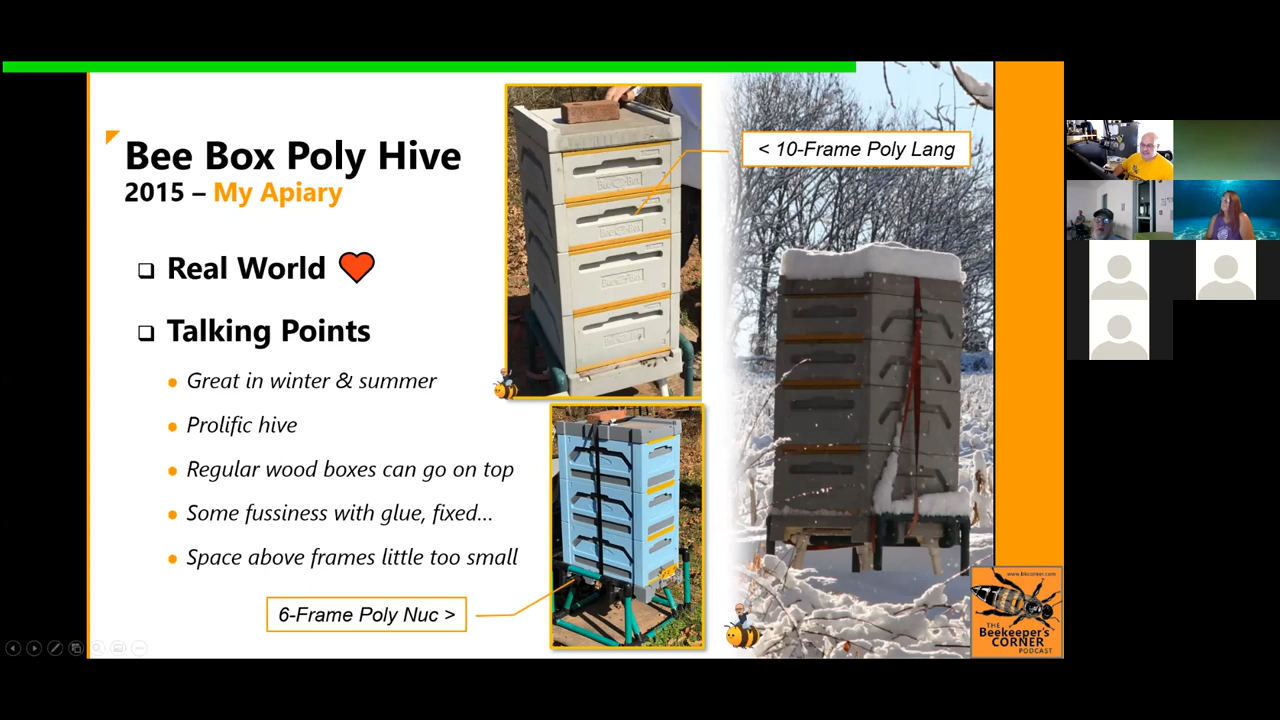 Bee Box Poly Hive
2015 – My Apiary
Real World
Talking Points
Great in winter & summer
Prolific hive
Regular wood boxes can go on top
Some fussiness with glue, fixed...
Space above frames little too small
< 10-Frame Poly Lang
6-Frame Poly Nuc >
www.bkcorner.com
THE
Beekeeper's
CORNER
PODCAST